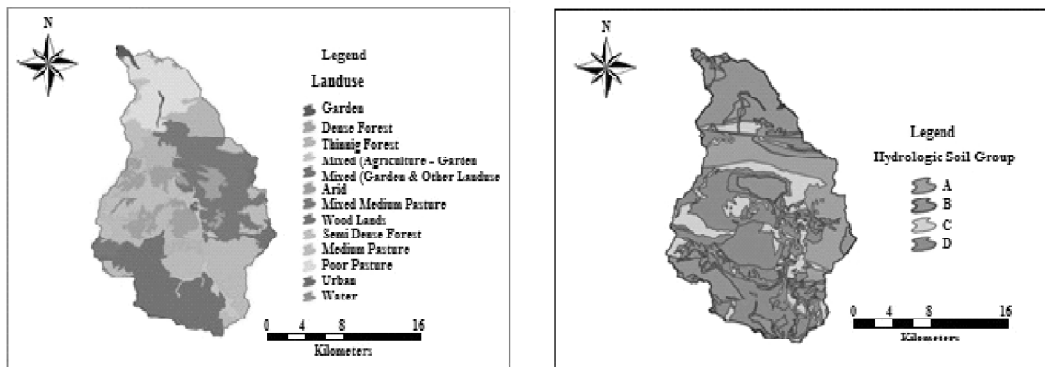 N
Legend
Landuse
Garden
Dense Forest
Thinnig Forest
Mixed (Agriculture - Garden
Mixed (Garden & Other Landuse
Arid
Mixed Medium Pasture
Wood Lands
Semi Dense Forest
Medium Pasture
Poor Pasture
Urban
Water
0 4 8 16
Kilometers
N
Legend
Hydrologic Soil Group
A
B
C
D
0 4 8 16
Kilometers